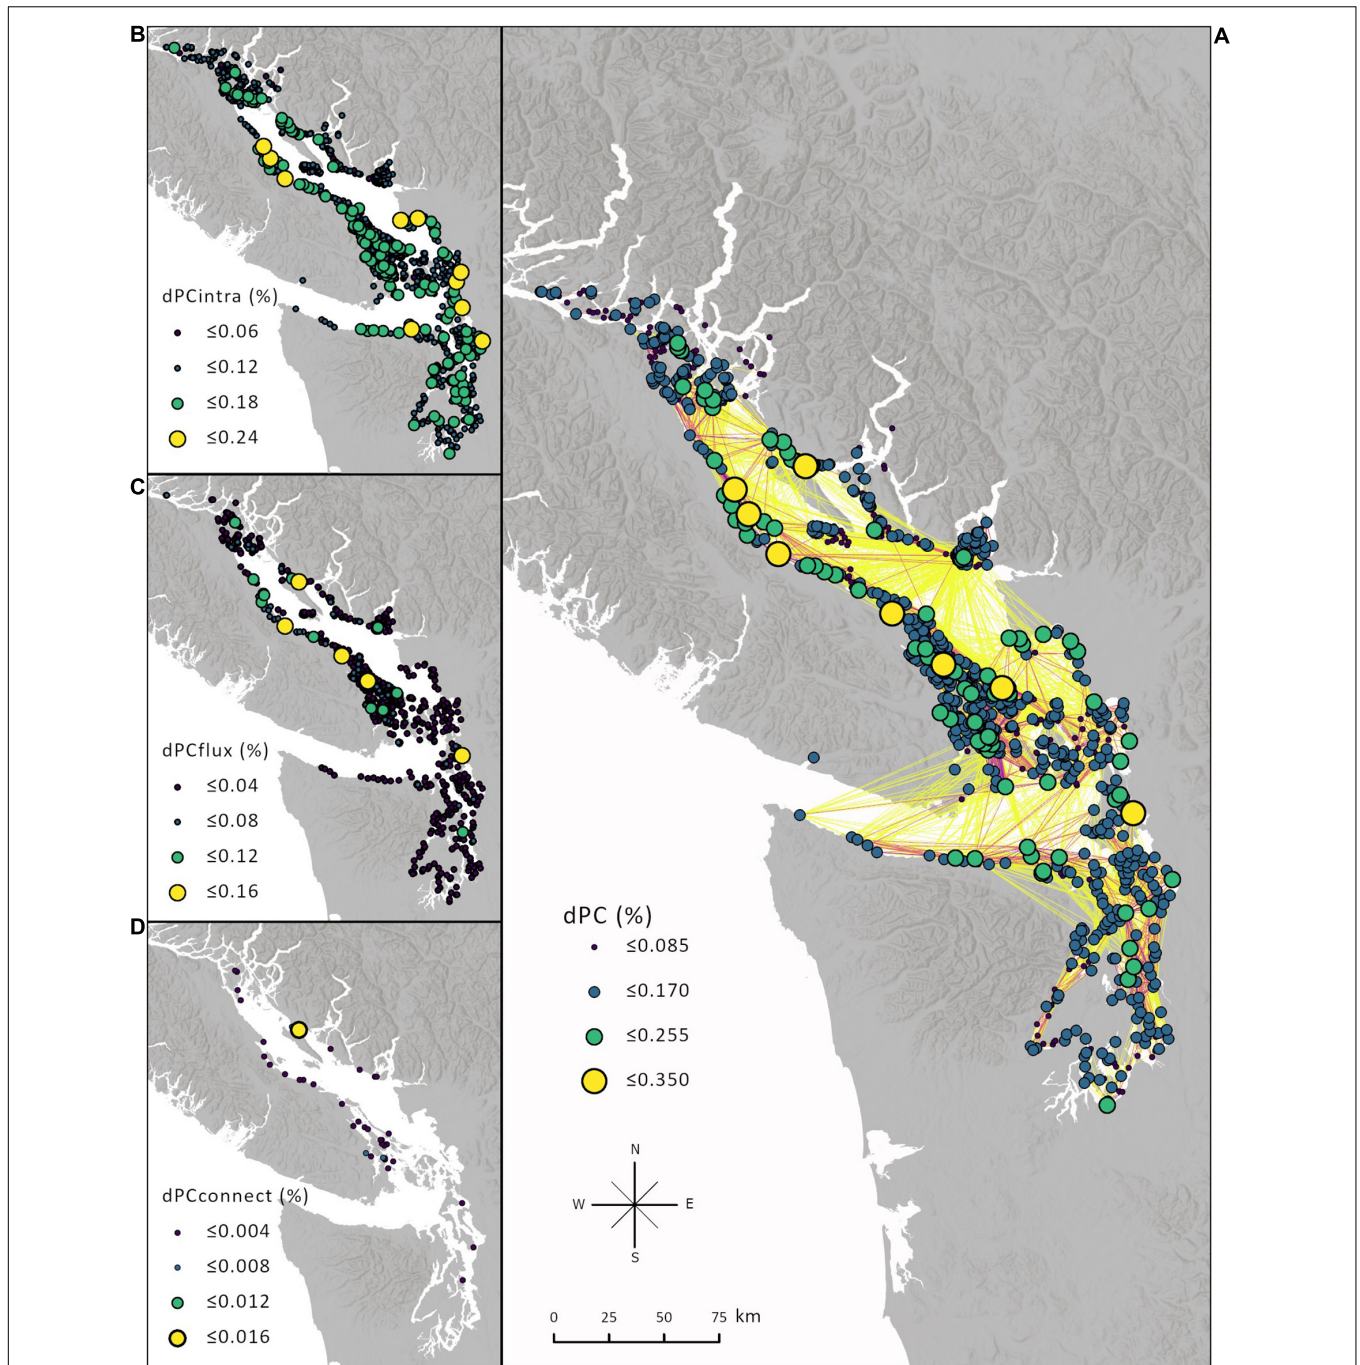 B
A
dPCintra (%)
≤0.06
≤0.12
≤0.18
≤0.24
C
dPCflux (%)
≤0.04
≤0.08
≤0.12
≤0.16
D
dPCconnect (%)
≤0.004
≤0.008
≤0.012
≤0.016
dPC (%)
≤0.085
≤0.170
≤0.255
≤0.350
N
W E
S
0 25 50 75 km